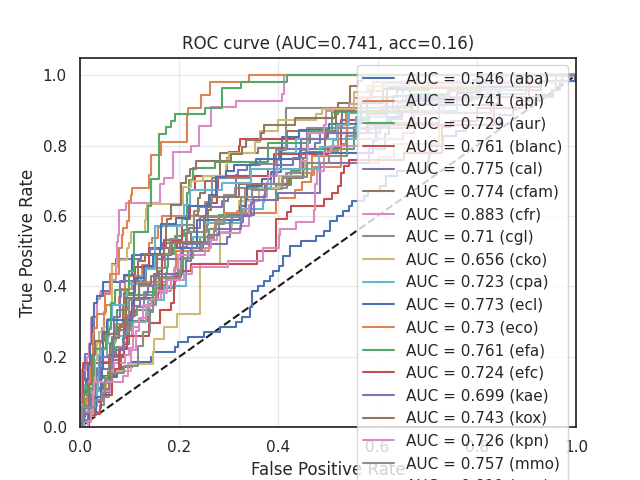 ROC curve (AUC=0.741, acc=0.16)
1.0
0.8
0.6
0.4
0.2
0.0
True Positive Rate
0.0 0.2 0.4 0.6 0.8 1.0
False Positive Rate
AUC = 0.546 (aba)
AUC = 0.741 (api)
AUC = 0.729 (aur)
AUC = 0.761 (blanc)
AUC = 0.775 (cal)
AUC = 0.774 (cfam)
AUC = 0.883 (cfr)
AUC = 0.71 (cgl)
AUC = 0.656 (cko)
AUC = 0.723 (cpa)
AUC = 0.773 (ecl)
AUC = 0.73 (eco)
AUC = 0.761 (efa)
AUC = 0.724 (efc)
AUC = 0.699 (kae)
AUC = 0.743 (kox)
AUC = 0.726 (kpn)
AUC = 0.757 (mmo)